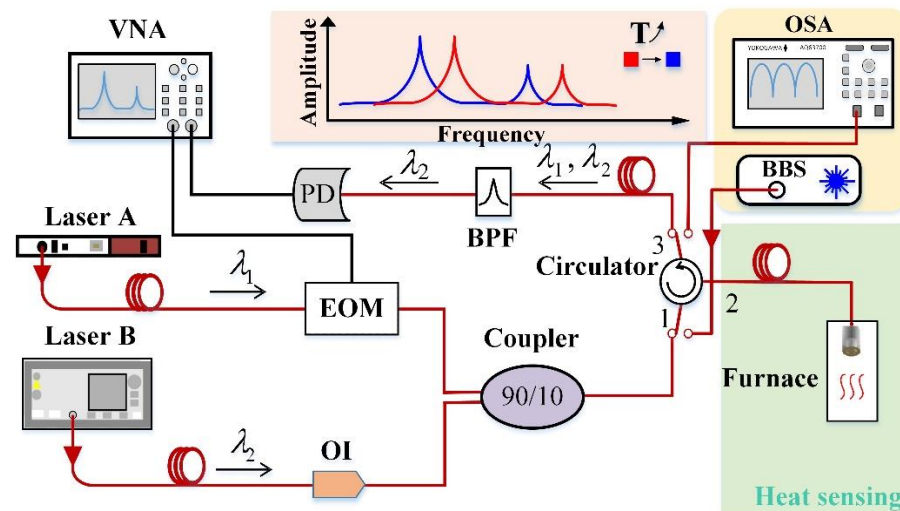 VNA
Amplitude
Frequency
T
OSA
YOKOGAWA
AQ6370D
BBS
λ2
λ1, λ2
PD
BPF
Laser A
λ1
EOM
Circulator
3
1
2
Laser B
Coupler
90/10
Furnace
λ2
OI
Heat sensing